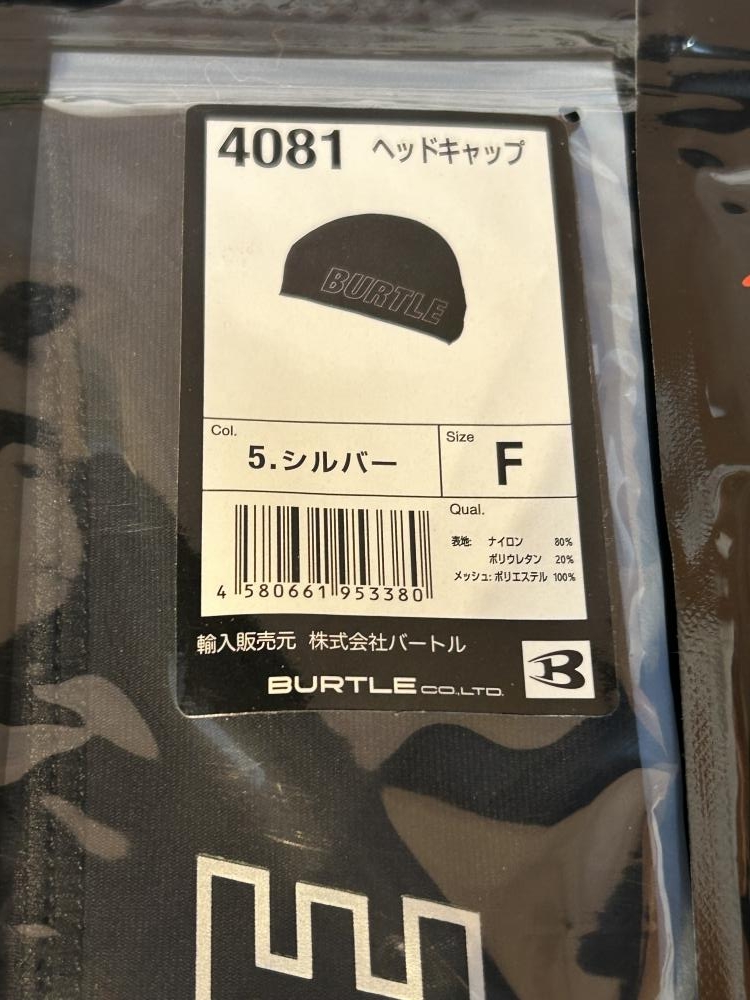 4081 ヘッドキャップ
BURTLE
Col.
5.シルバー
Size
F
4 580661 953380
Qual.
表地: ナイロン 80%
ポリウレタン 20%
メッシュ: ポリエステル 100%
輸入販売元 株式会社バートル
BURTLE CO.,LTD.
B